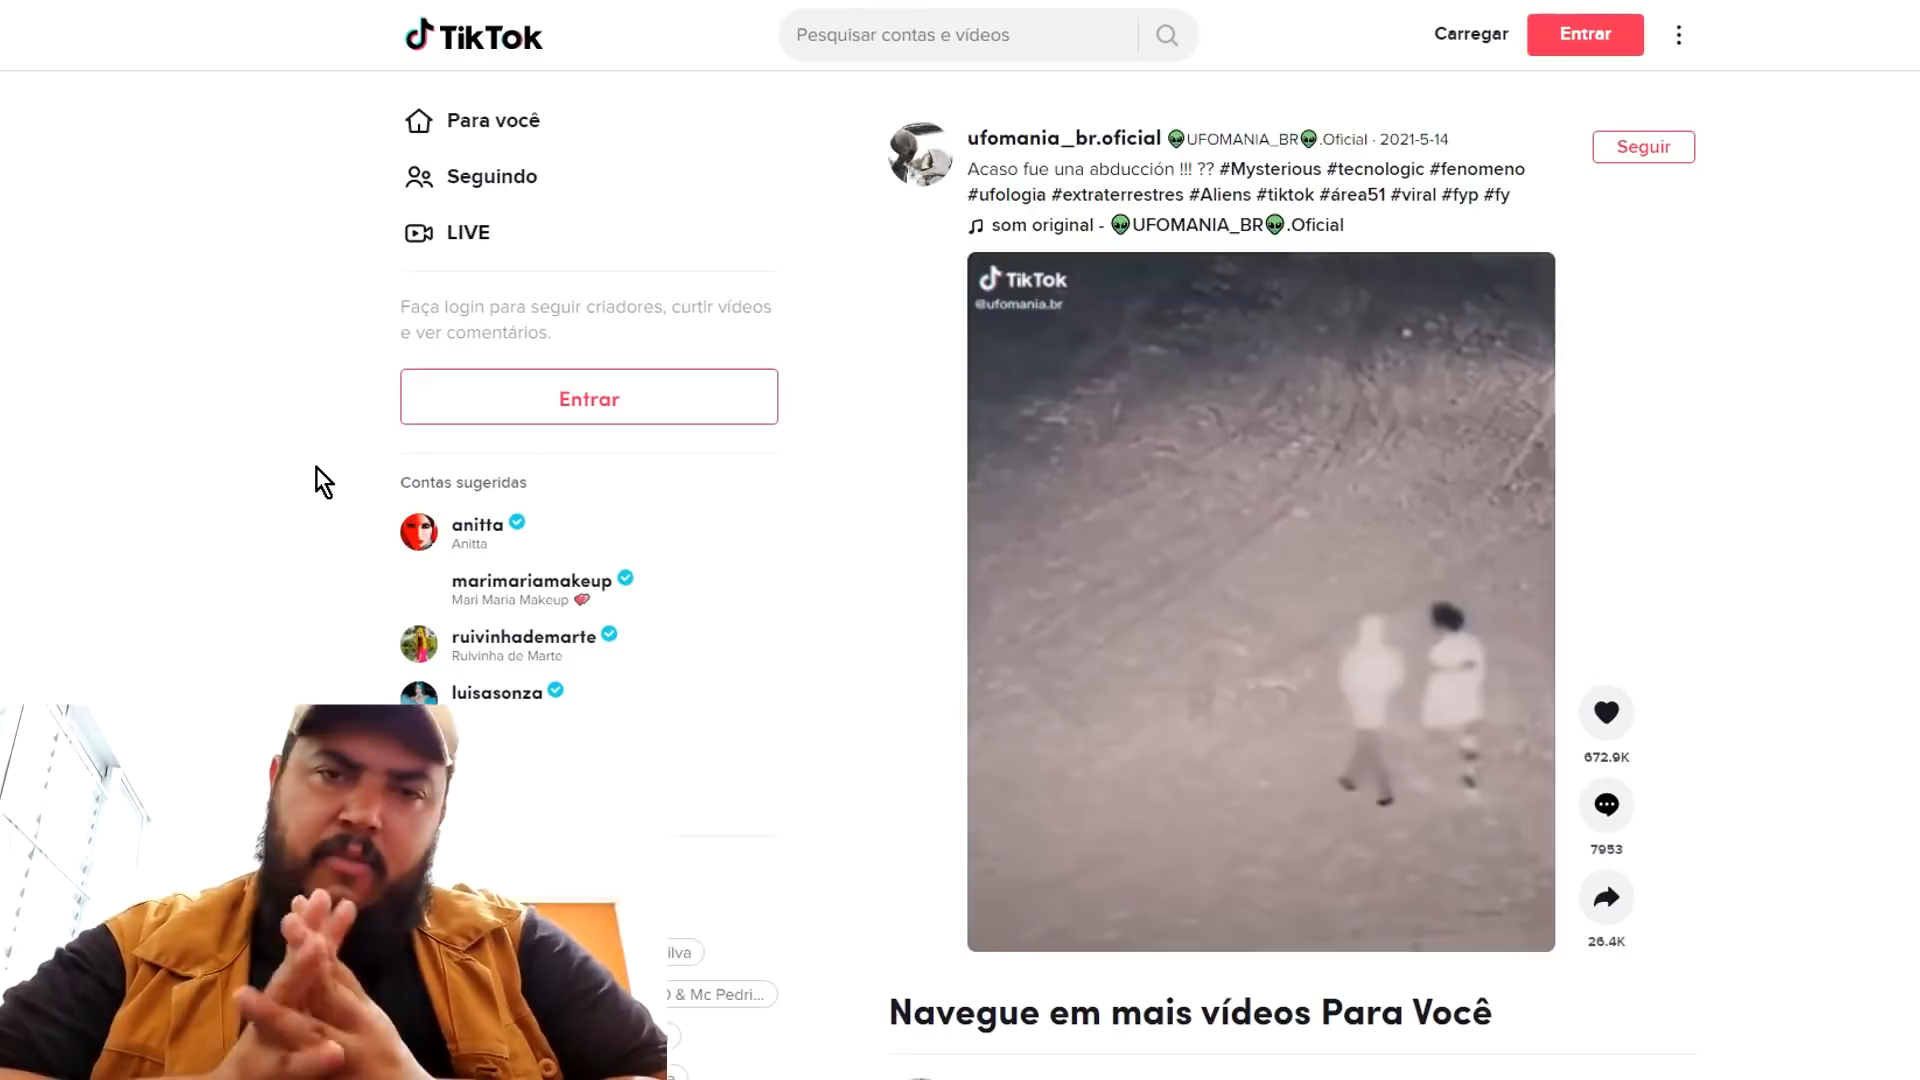 TikTok
Pesquisar contas e vídeos
Carregar
Entrar
Para você
Seguindo
LIVE
Faça login para seguir criadores, curtir vídeos
e ver comentários.
Entrar
Contas sugeridas
anitta
Anitta
marimariamakeup
Mari Maria Makeup
ruivinhademarte
Ruivinha de Marte
luisasonza
ilva
& Mc Pedri...
ufomania_br.oficial 👽UFOMANIA_BR👽.Oficial · 2021-5-14
Seguir
Acaso fue una abducción !!! ?? #Mysterious #tecnologic #fenomeno
#ufologia #extraterrestres #Aliens #tiktok #área51 #viral #fyp #fy
som original - 👽UFOMANIA_BR👽.Oficial
TikTok
@ufomania.br
672.9K
7953
26.4K
Navegue em mais vídeos Para Você